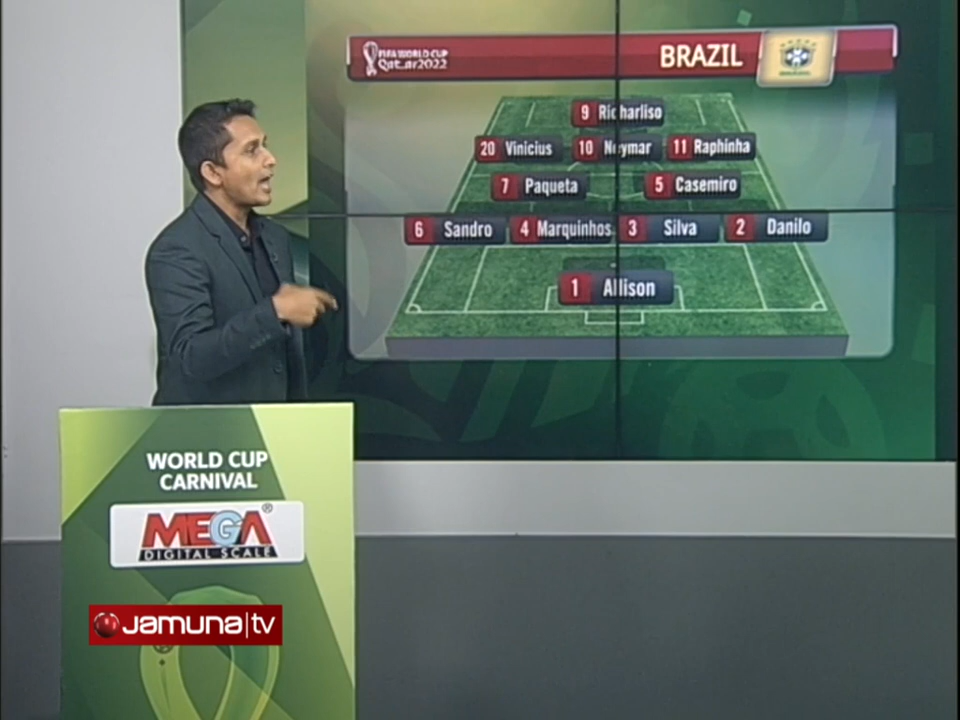 FIFA WORLD CUP
Qatar2022
BRAZIL
BRASIL
9 Richarliso
20 Vinicius 10 Neymar 11 Raphinha
7 Paqueta 5 Casemiro
6 Sandro 4 Marquinhos 3 Silva 2 Danilo
1 Allison
WORLD CUP
CARNIVAL
MEGA®
DIGITAL SCALE
Jamuna|tv